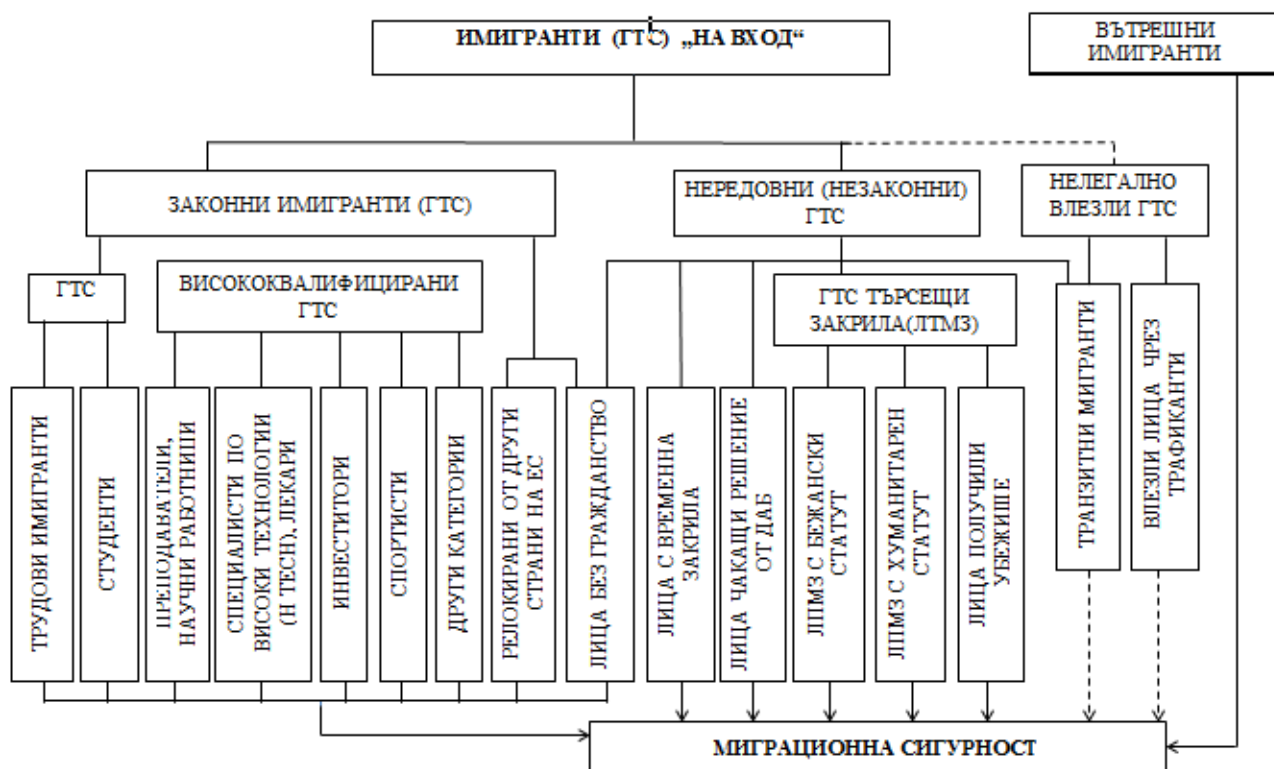 ИМИГРАНТИ (ГТС) „НА ВХОД“
ВЪТРЕШНИ
ИМИГРАНТИ
ЗАКОННИ ИМИГРАНТИ (ГТС)
НЕРЕДОВНИ (НЕЗАКОННИ)
ГТС
НЕЛЕГАЛНО
ВЛЕЗЛИ ГТС
ГТС
ВИСОКОКВАЛИФИЦИРАНИ
ГТС
ГТС ТЪРСЕЩИ
ЗАКРИЛА(ЛТМЗ)
ТРУДОВИ ИМИГРАНТИ
СТУДЕНТИ
ПРЕПОДАВАТЕЛИ,
НАУЧНИ РАБОТНИПИ
СПЕЦИАЛИСТИ ПО
ВИСОКИ ТЕХНОЛОГИИ
(H TECH), ЛЕКАРИ
ИНВЕСТИТОРИ
СПОРТИСТИ
ДРУГИ КАТЕГОРИИ
РЕЛОКИРАНИ ОТ ДРУГИ
СТРАНИ НА ЕС
ЛИЦА БЕЗ ГРАЖДАНСТВО
ЛИЦА С ВРЕМЕННА
ЗАКРИЛА
ЛИЦА ЧАКАЩИ РЕШЕНИЕ
ОТ ДАБ
ЛПМЗ С БЕЖАНСКИ
СТАТУТ
ЛПМЗ С ХУМАНИТАРЕН
СТАТУТ
ЛИЦА ПОЛУЧИЛИ
УБЕЖИШЕ
ТРАНЗИТНИ МИГРАНТИ
ВЛЕЗЛИ ЛИЦА ЧРЕЗ
ТРАФИКАНТИ
МИГРАЦИОННА СИГУРНОСТ